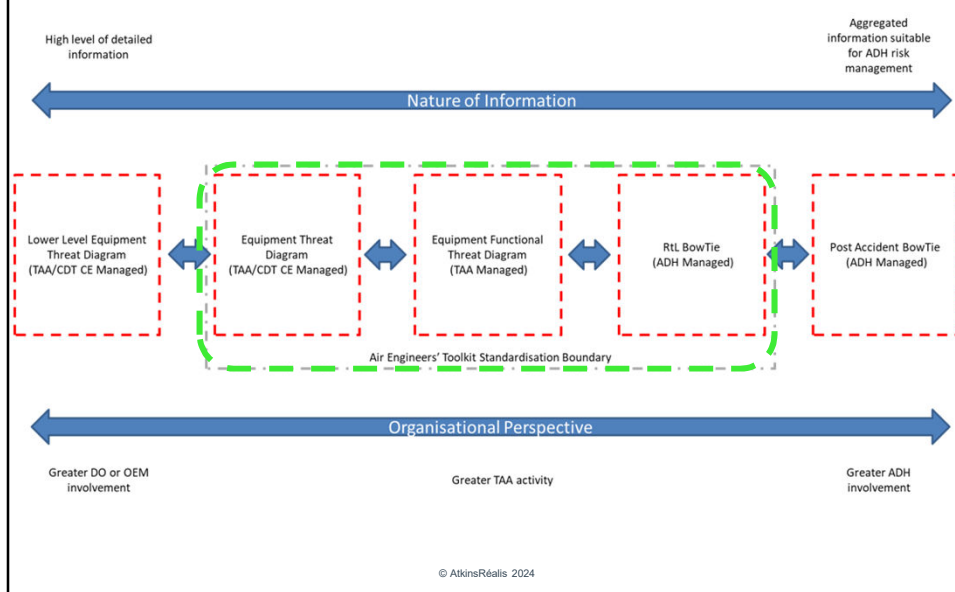 High level of detailed
information
Aggregated
information suitable
for ADH risk
management
Nature of Information
Lower Level Equipment
Threat Diagram
(TAA/CDT CE Managed)
Equipment Threat
Diagram
(TAA/CDT CE Managed)
Equipment Functional
Threat Diagram
(TAA Managed)
RtL BowTie
(ADH Managed)
Post Accident BowTie
(ADH Managed)
Air Engineers' Toolkit Standardisation Boundary
Organisational Perspective
Greater DO or OEM
involvement
Greater TAA activity
Greater ADH
involvement
© AtkinsRéalis 2024